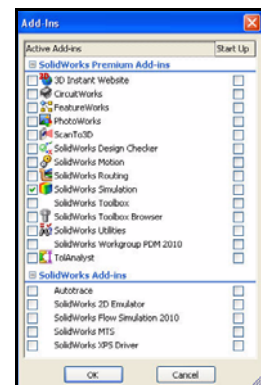 Add-Ins
Active Add-ins Start Up
SolidWorks Premium Add-ins
3D Instant Website
CircuitWorks
FeatureWorks
PhotoWorks
ScanTo3D
SolidWorks Design Checker
SolidWorks Motion
SolidWorks Routing
SolidWorks Simulation
SolidWorks Toolbox
SolidWorks Toolbox Browser
SolidWorks Utilities
SolidWorks Workgroup PDM 2010
TolAnalyst
SolidWorks Add-ins
Autotrace
SolidWorks 2D Emulator
SolidWorks Flow Simulation 2010
SolidWorks MTS
SolidWorks XPS Driver
OK Cancel